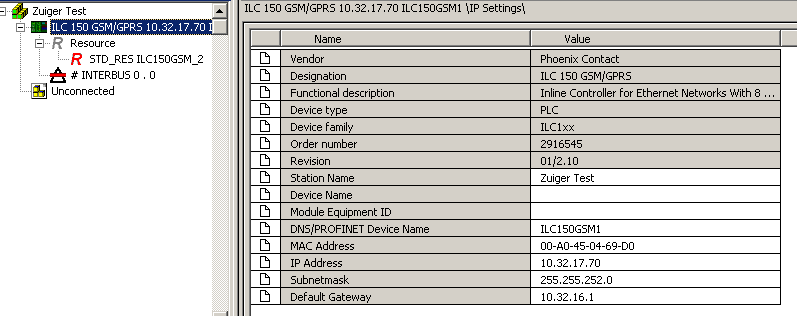 Zuiger Test
ILC 150 GSM/GPRS 10.32.17.70 I
Resource
STD_RES ILC150GSM_2
# INTERBUS 0 . 0
Unconnected
ILC 150 GSM/GPRS 10.32.17.70 ILC150GSM1 \IP Settings\
Name Value
Vendor Phoenix Contact
Designation ILC 150 GSM/GPRS
Functional description Inline Controller for Ethernet Networks With 8 ...
Device type PLC
Device family ILC1xx
Order number 2916545
Revision 01/2.10
Station Name Zuiger Test
Device Name
Module Equipment ID
DNS/PROFINET Device Name ILC150GSM1
MAC Address 00-A0-45-04-69-D0
IP Address 10.32.17.70
Subnetmask 255.255.252.0
Default Gateway 10.32.16.1